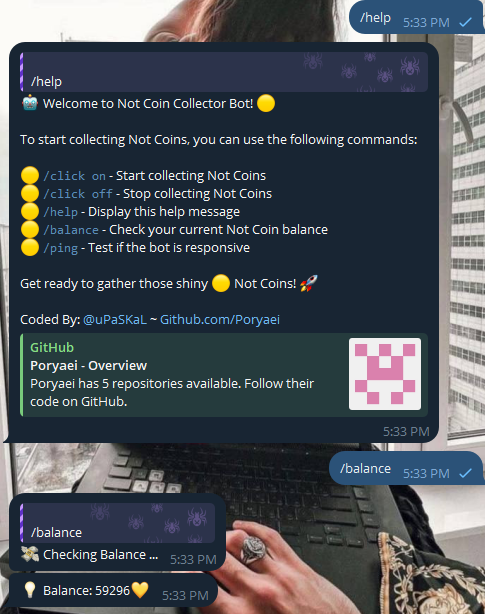 /help 5:33 PM
/help
🤖 Welcome to Not Coin Collector Bot! 🟡
To start collecting Not Coins, you can use the following commands:
🟡 /click on - Start collecting Not Coins
🟡 /click off - Stop collecting Not Coins
🟡 /help - Display this help message
🟡 /balance - Check your current Not Coin balance
🟡 /ping - Test if the bot is responsive
Get ready to gather those shiny 🟡 Not Coins! 🚀
Coded By: @uPaSKaL ~ Github.com/Poryaei
GitHub
Poryaei - Overview
Poryaei has 5 repositories available. Follow their
code on GitHub.
5:33 PM
/balance 5:33 PM
/balance
💸 Checking Balance ... 5:33 PM
💡 Balance: 59296💛 5:33 PM